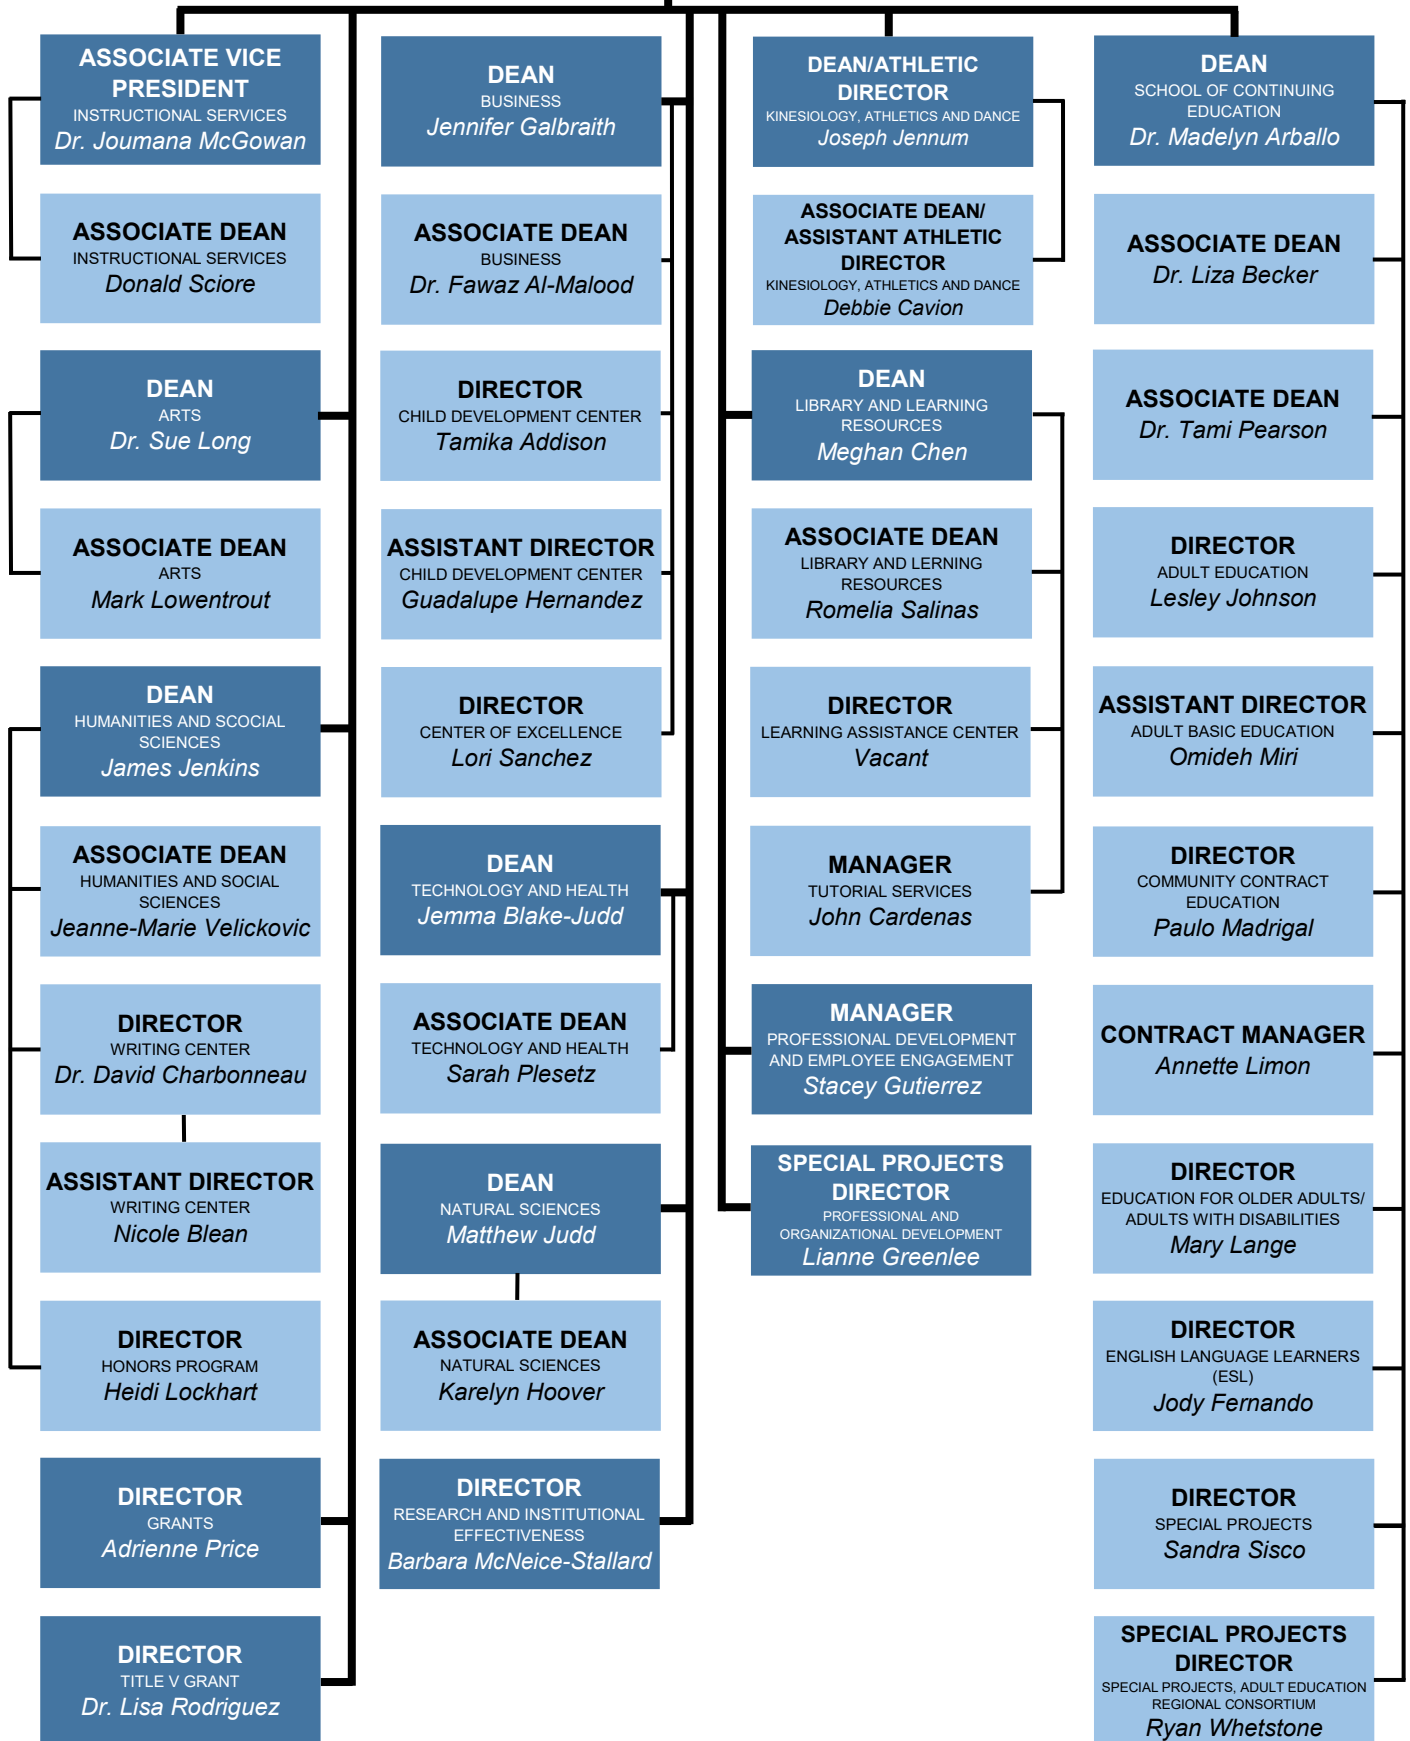 ASSOCIATE VICE
PRESIDENT
INSTRUCTIONAL SERVICES
Dr. Joumana McGowan
ASSOCIATE DEAN
INSTRUCTIONAL SERVICES
Donald Sciore
DEAN
ARTS
Dr. Sue Long
ASSOCIATE DEAN
ARTS
Mark Lowentrout
DEAN
HUMANITIES AND SCOCIAL
SCIENCES
James Jenkins
ASSOCIATE DEAN
HUMANITIES AND SOCIAL
SCIENCES
Jeanne-Marie Velickovic
DIRECTOR
WRITING CENTER
Dr. David Charbonneau
ASSISTANT DIRECTOR
WRITING CENTER
Nicole Blean
DIRECTOR
HONORS PROGRAM
Heidi Lockhart
DIRECTOR
GRANTS
Adrienne Price
DIRECTOR
TITLE V GRANT
Dr. Lisa Rodriguez
DEAN
BUSINESS
Jennifer Galbraith
ASSOCIATE DEAN
BUSINESS
Dr. Fawaz Al-Malood
DIRECTOR
CHILD DEVELOPMENT CENTER
Tamika Addison
ASSISTANT DIRECTOR
CHILD DEVELOPMENT CENTER
Guadalupe Hernandez
DIRECTOR
CENTER OF EXCELLENCE
Lori Sanchez
DEAN
TECHNOLOGY AND HEALTH
Jemma Blake-Judd
ASSOCIATE DEAN
TECHNOLOGY AND HEALTH
Sarah Plesetz
DEAN
NATURAL SCIENCES
Matthew Judd
ASSOCIATE DEAN
NATURAL SCIENCES
Karelyn Hoover
DIRECTOR
RESEARCH AND INSTITUTIONAL
EFFECTIVENESS
Barbara McNeice-Stallard
DEAN/ATHLETIC
DIRECTOR
KINESIOLOGY, ATHLETICS AND DANCE
Joseph Jennum
ASSOCIATE DEAN/
ASSISTANT ATHLETIC
DIRECTOR
KINESIOLOGY, ATHLETICS AND DANCE
Debbie Cavion
DEAN
LIBRARY AND LEARNING
RESOURCES
Meghan Chen
ASSOCIATE DEAN
LIBRARY AND LERNING
RESOURCES
Romelia Salinas
DIRECTOR
LEARNING ASSISTANCE CENTER
Vacant
MANAGER
TUTORIAL SERVICES
John Cardenas
MANAGER
PROFESSIONAL DEVELOPMENT
AND EMPLOYEE ENGAGEMENT
Stacey Gutierrez
SPECIAL PROJECTS
DIRECTOR
PROFESSIONAL AND
ORGANIZATIONAL DEVELOPMENT
Lianne Greenlee
DEAN
SCHOOL OF CONTINUING
EDUCATION
Dr. Madelyn Arballo
ASSOCIATE DEAN
Dr. Liza Becker
ASSOCIATE DEAN
Dr. Tami Pearson
DIRECTOR
ADULT EDUCATION
Lesley Johnson
ASSISTANT DIRECTOR
ADULT BASIC EDUCATION
Omideh Miri
DIRECTOR
COMMUNITY CONTRACT
EDUCATION
Paulo Madrigal
CONTRACT MANAGER
Annette Limon
DIRECTOR
EDUCATION FOR OLDER ADULTS/
ADULTS WITH DISABILITIES
Mary Lange
DIRECTOR
ENGLISH LANGUAGE LEARNERS
(ESL)
Jody Fernando
DIRECTOR
SPECIAL PROJECTS
Sandra Sisco
SPECIAL PROJECTS
DIRECTOR
SPECIAL PROJECTS, ADULT EDUCATION
REGIONAL CONSORTIUM
Ryan Whetstone